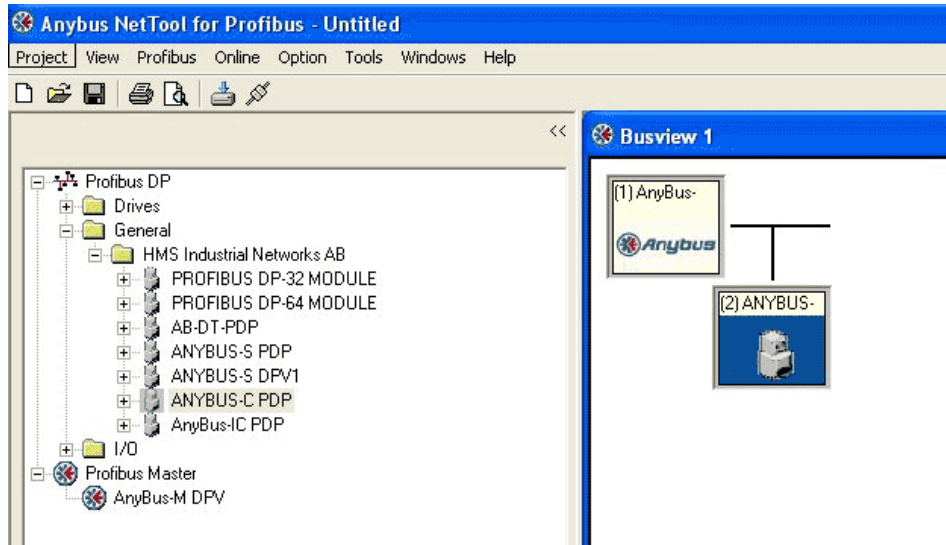 Anybus NetTool for Profibus - Untitled
Project View Profibus Online Option Tools Windows Help
<<
Busview 1
Profibus DP
Drives
General
HMS Industrial Networks AB
PROFIBUS DP-32 MODULE
PROFIBUS DP-64 MODULE
AB-DT-PDP
ANYBUS-S PDP
ANYBUS-S DPV1
ANYBUS-C PDP
AnyBus-IC PDP
I/O
Profibus Master
AnyBus-M DPV
(1) AnyBus-
Anybus
(2) ANYBUS-